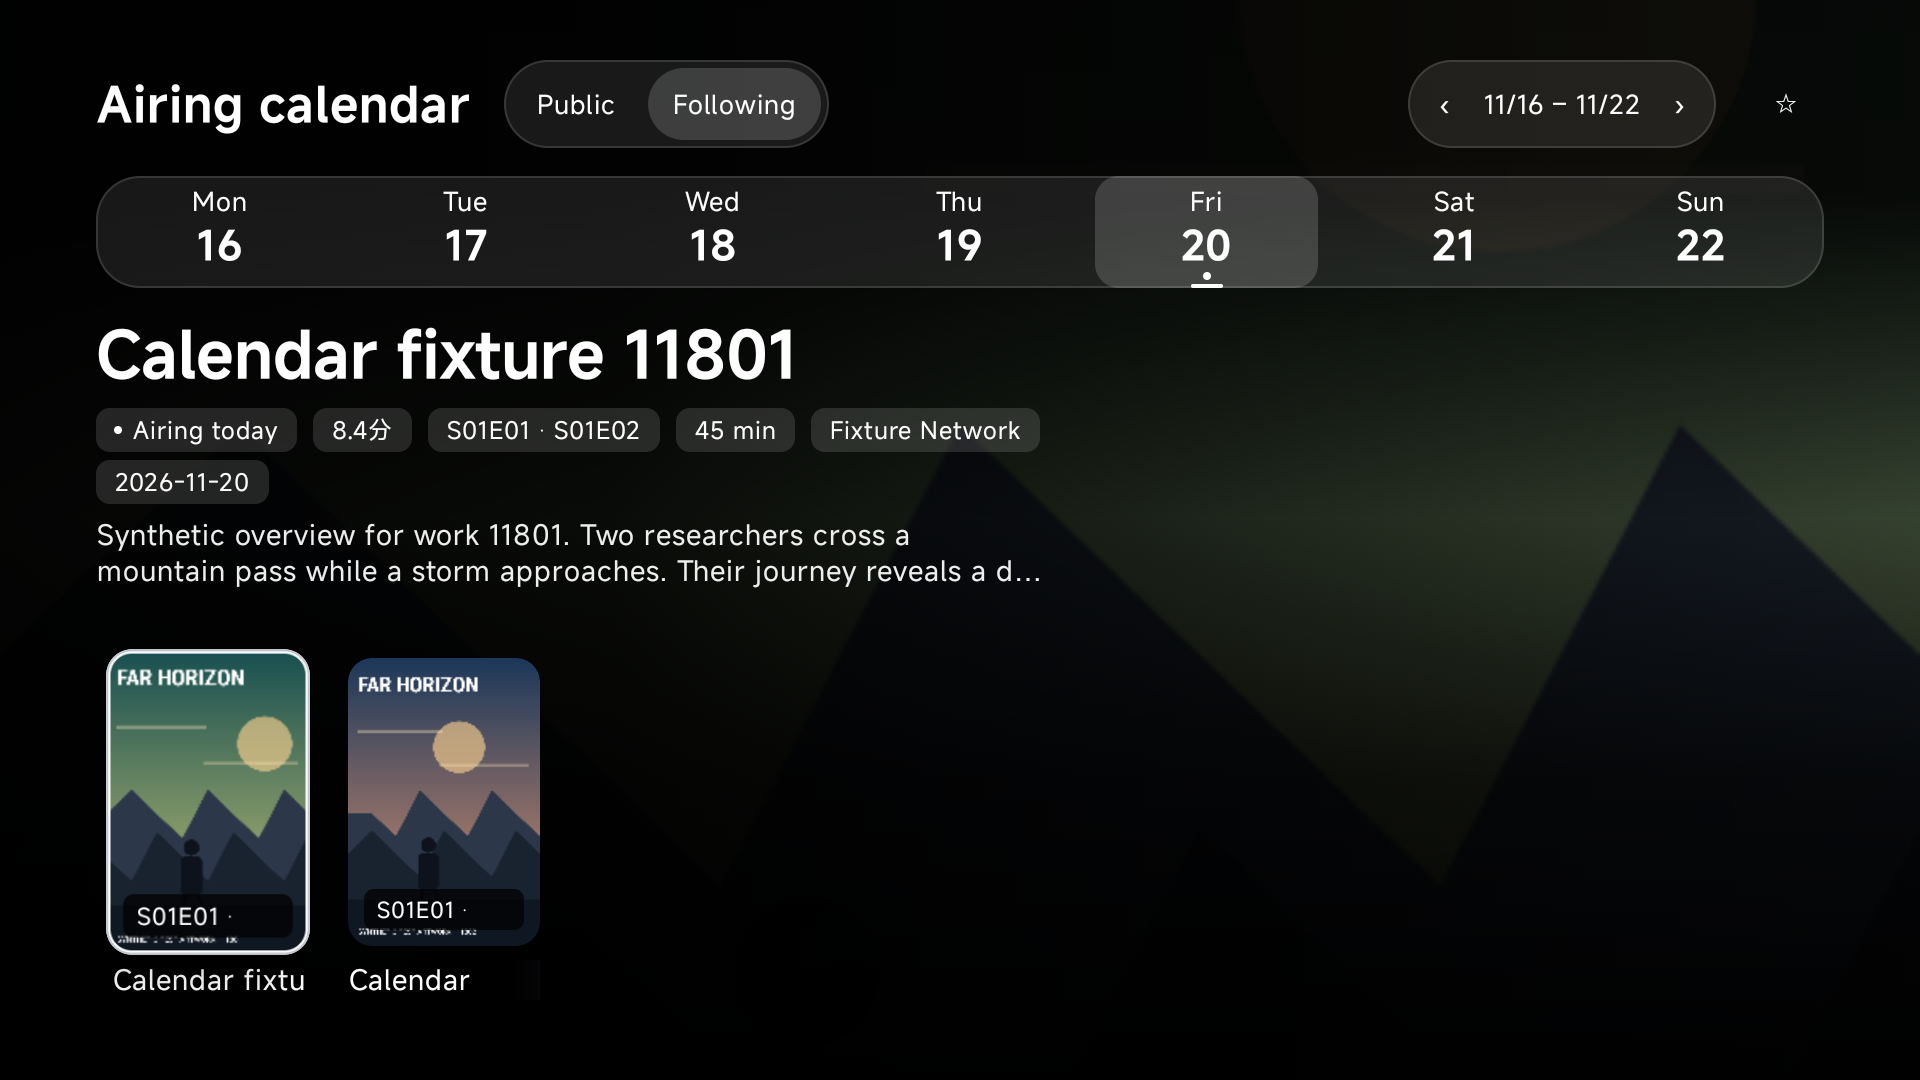 Airing calendar
Public
Following
‹ 11/16 – 11/22 ›
☆
Mon
16
Tue
17
Wed
18
Thu
19
Fri
20
Sat
21
Sun
22
Calendar fixture 11801
• Airing today
8.4分
S01E01 · S01E02
45 min
Fixture Network
2026-11-20
Synthetic overview for work 11801. Two researchers cross a
mountain pass while a storm approaches. Their journey reveals a d…
FAR HORIZON
S01E01 ·
Calendar fixtu
FAR HORIZON
S01E01 ·
Calendar